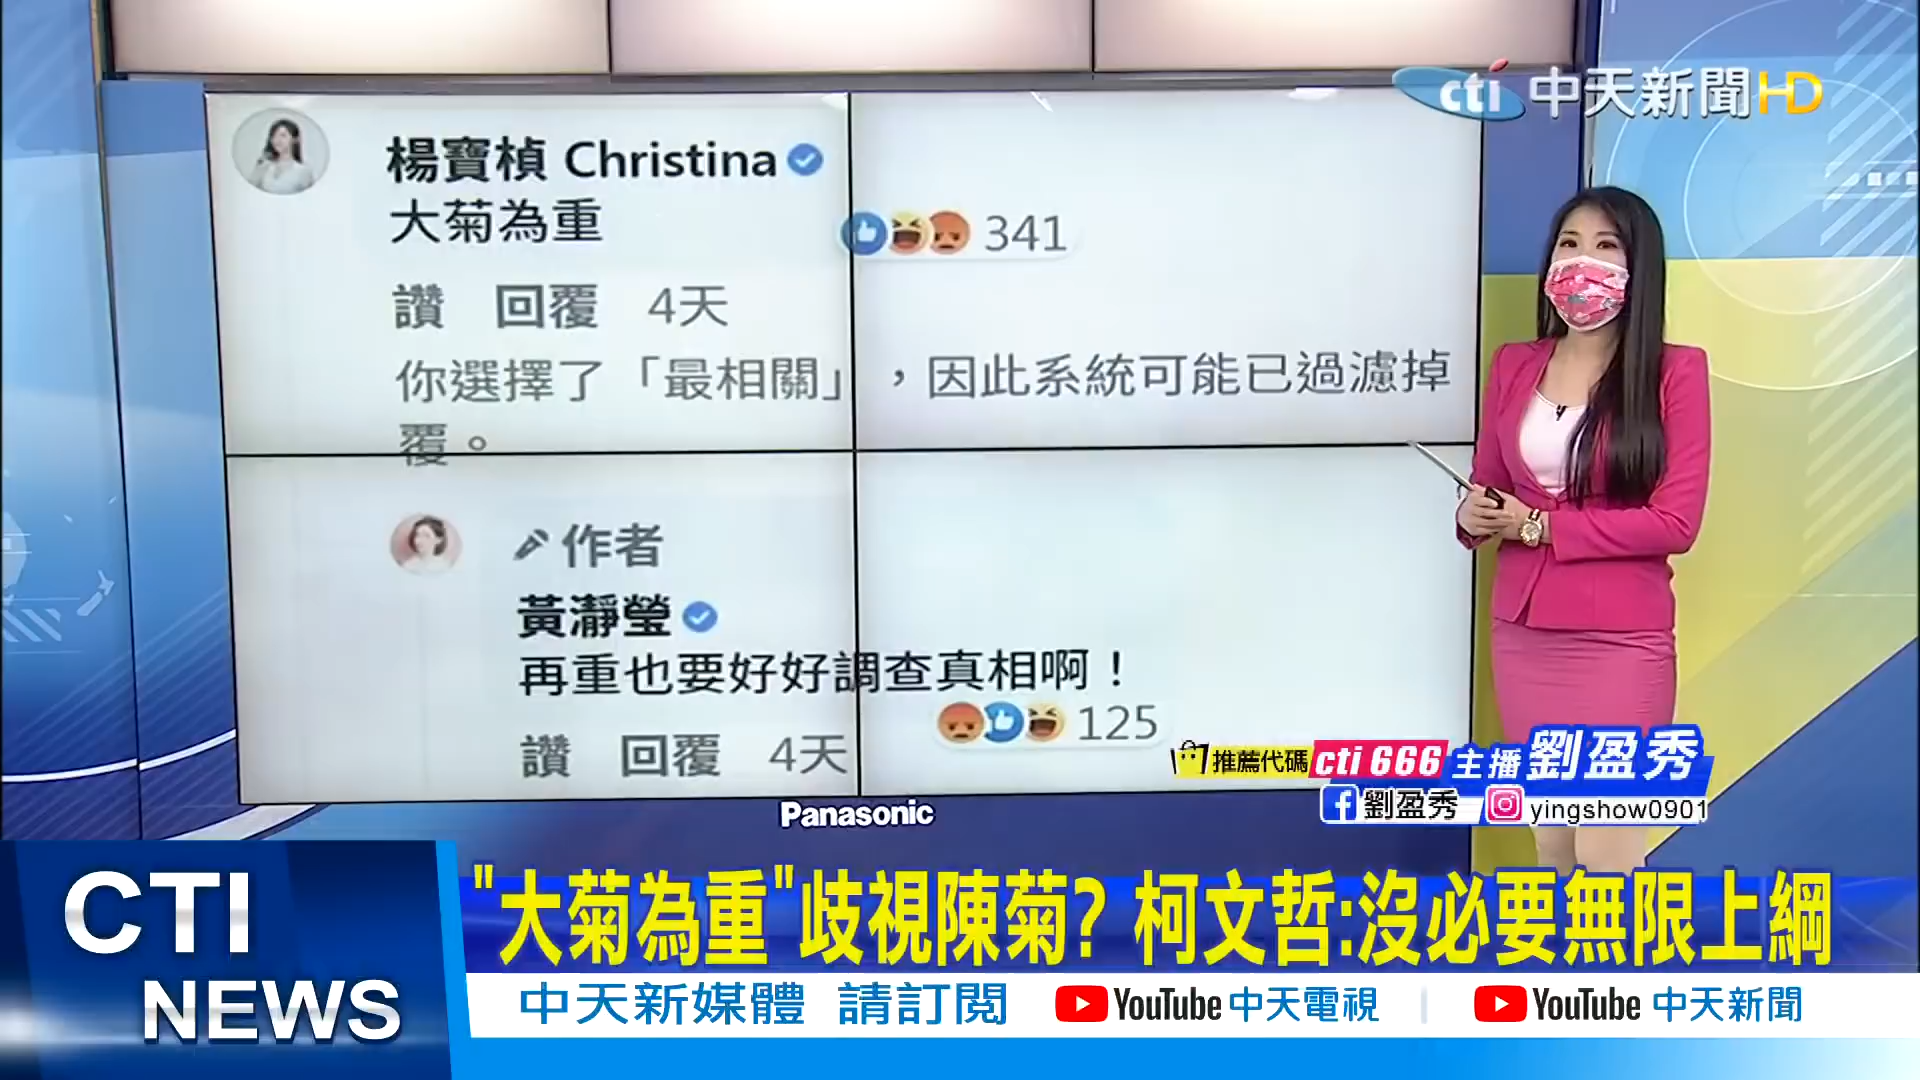 cti 中天新聞HD
楊寶楨 Christina
大菊為重
341
讚 回覆 4天
你選擇了「最相關」，因此系統可能已過濾掉
覆。
作者
黃瀞瑩
再重也要好好調查真相啊！
125
讚 回覆 4天
Panasonic
推薦代碼 cti 666 主播 劉盈秀
劉盈秀 yingshow0901
CTI NEWS
"大菊為重"歧視陳菊? 柯文哲:沒必要無限上綱
中天新媒體 請訂閱 YouTube 中天電視 | YouTube 中天新聞